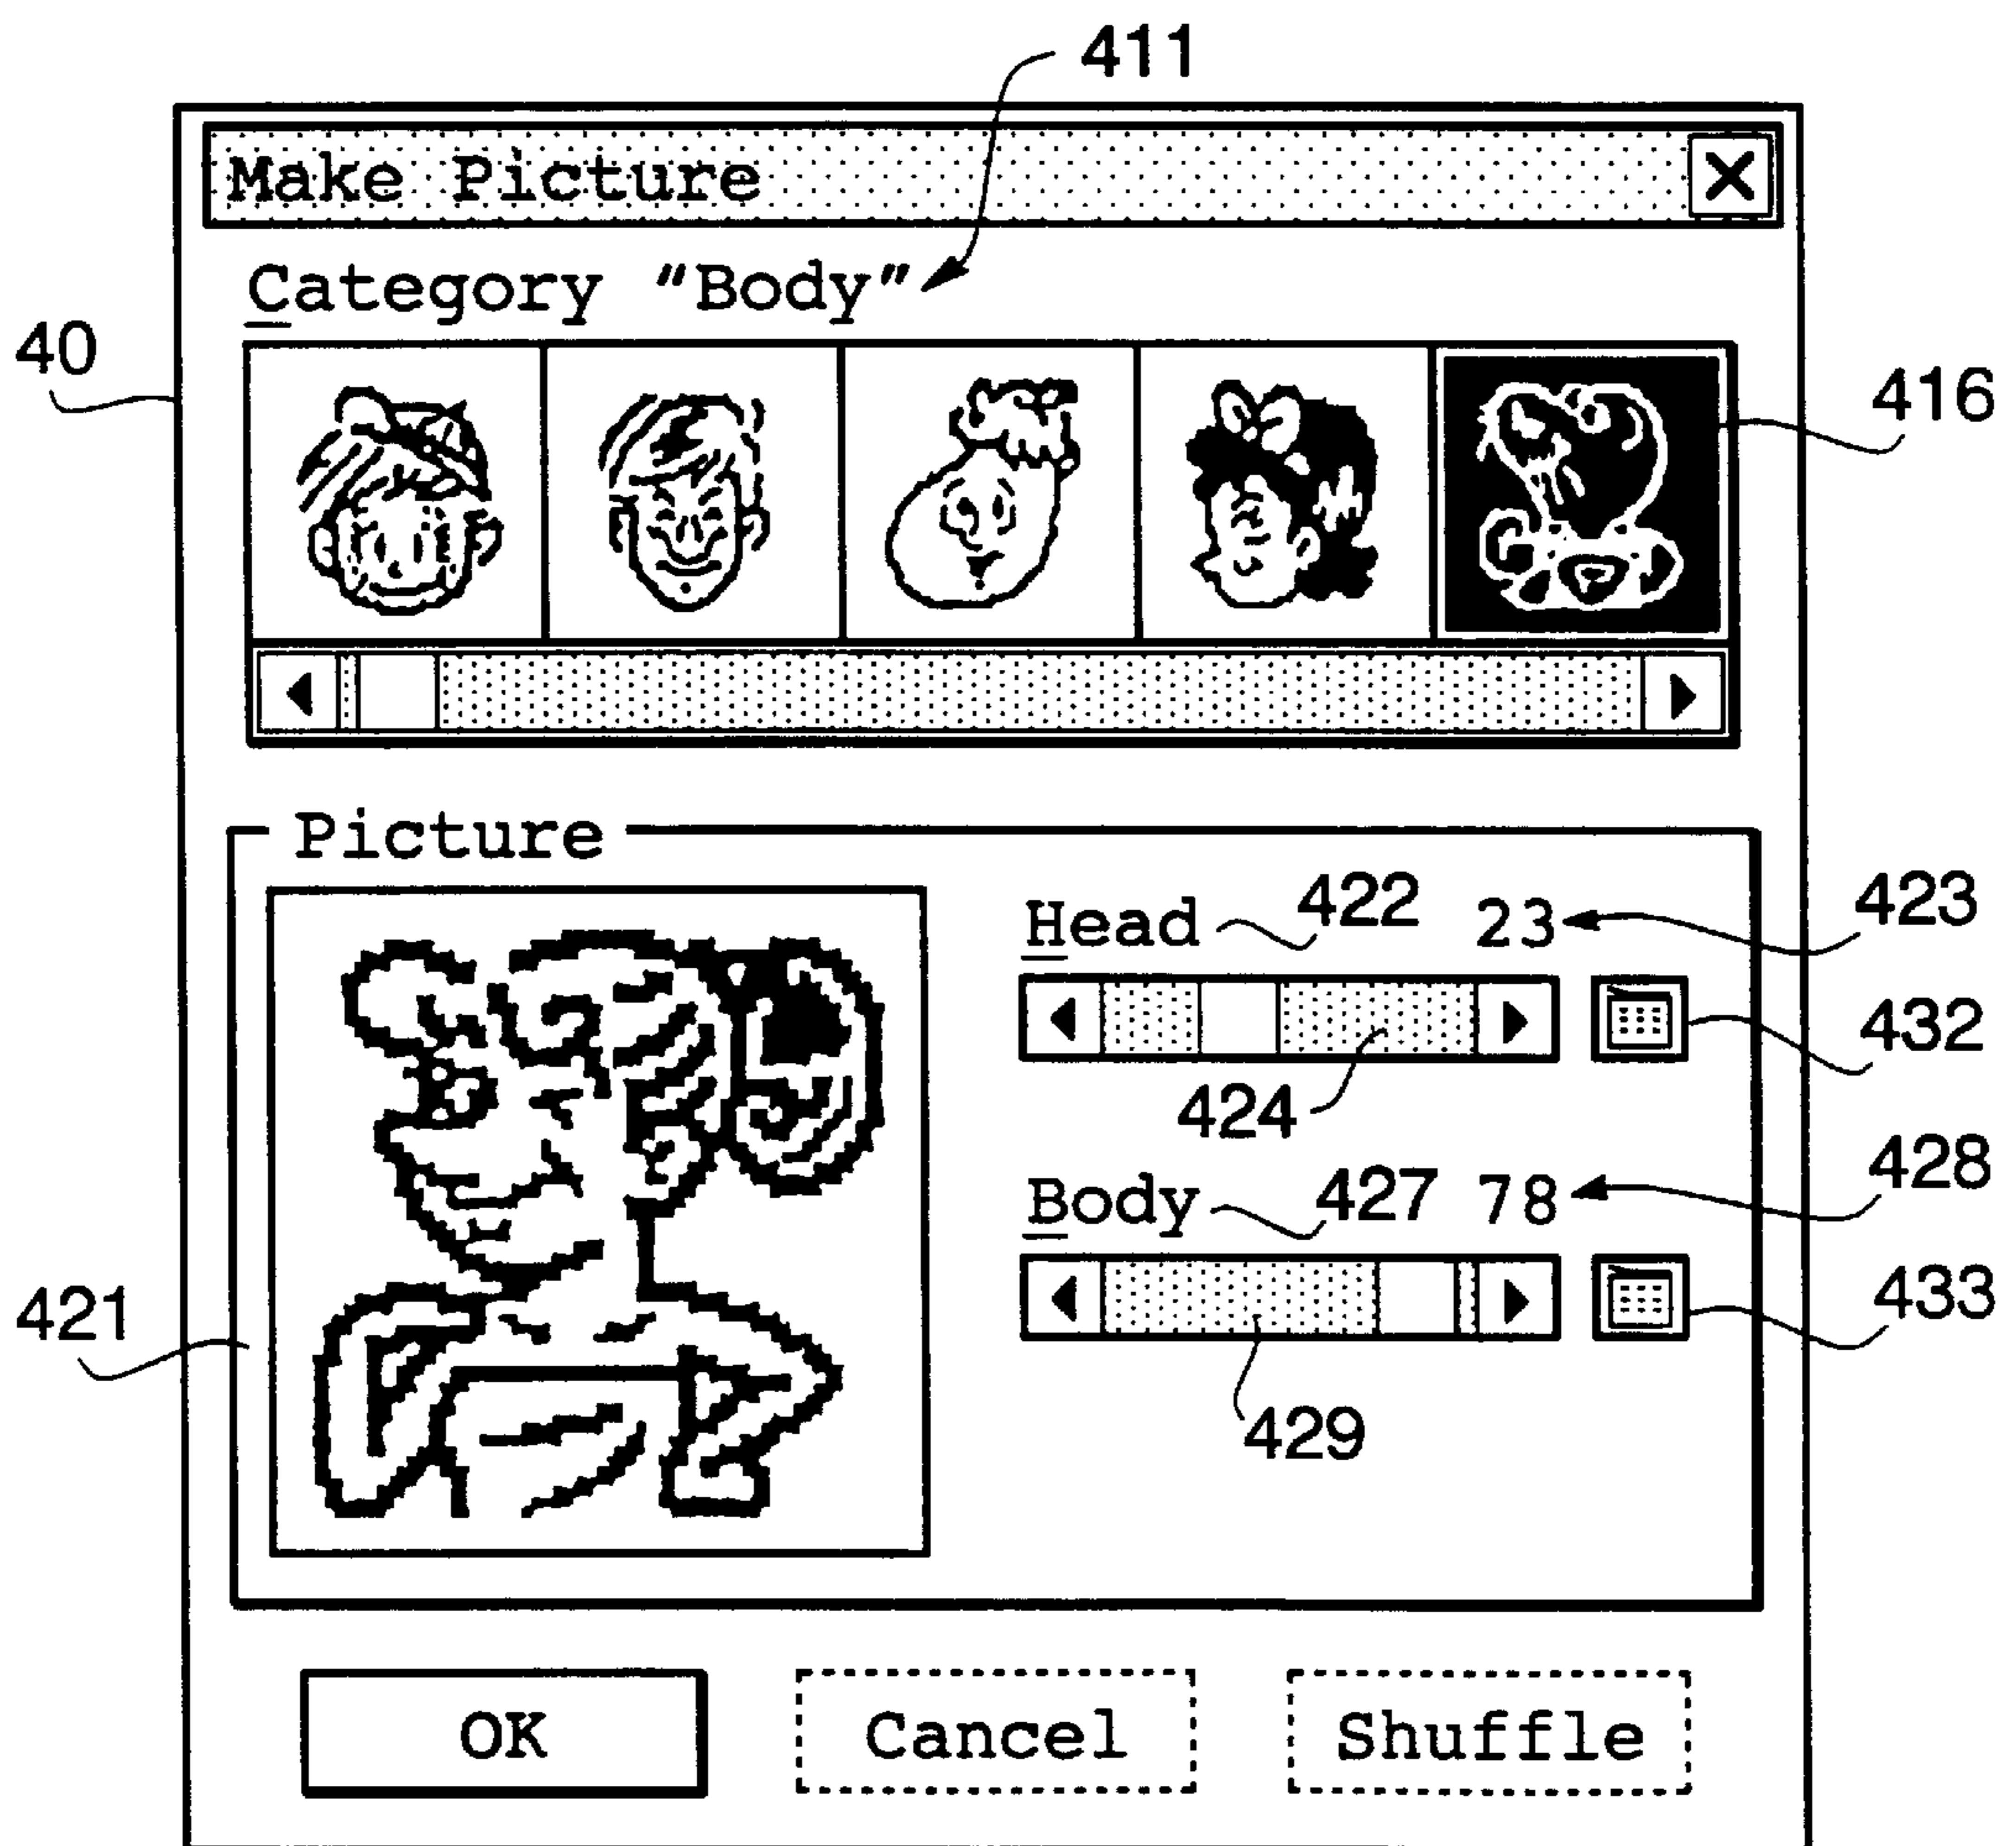 411
Make Picture X
Category "Body"
40
416
Picture
Head 422 23 423
432
424
428
Body 427 78
433
421
429
OK Cancel Shuffle